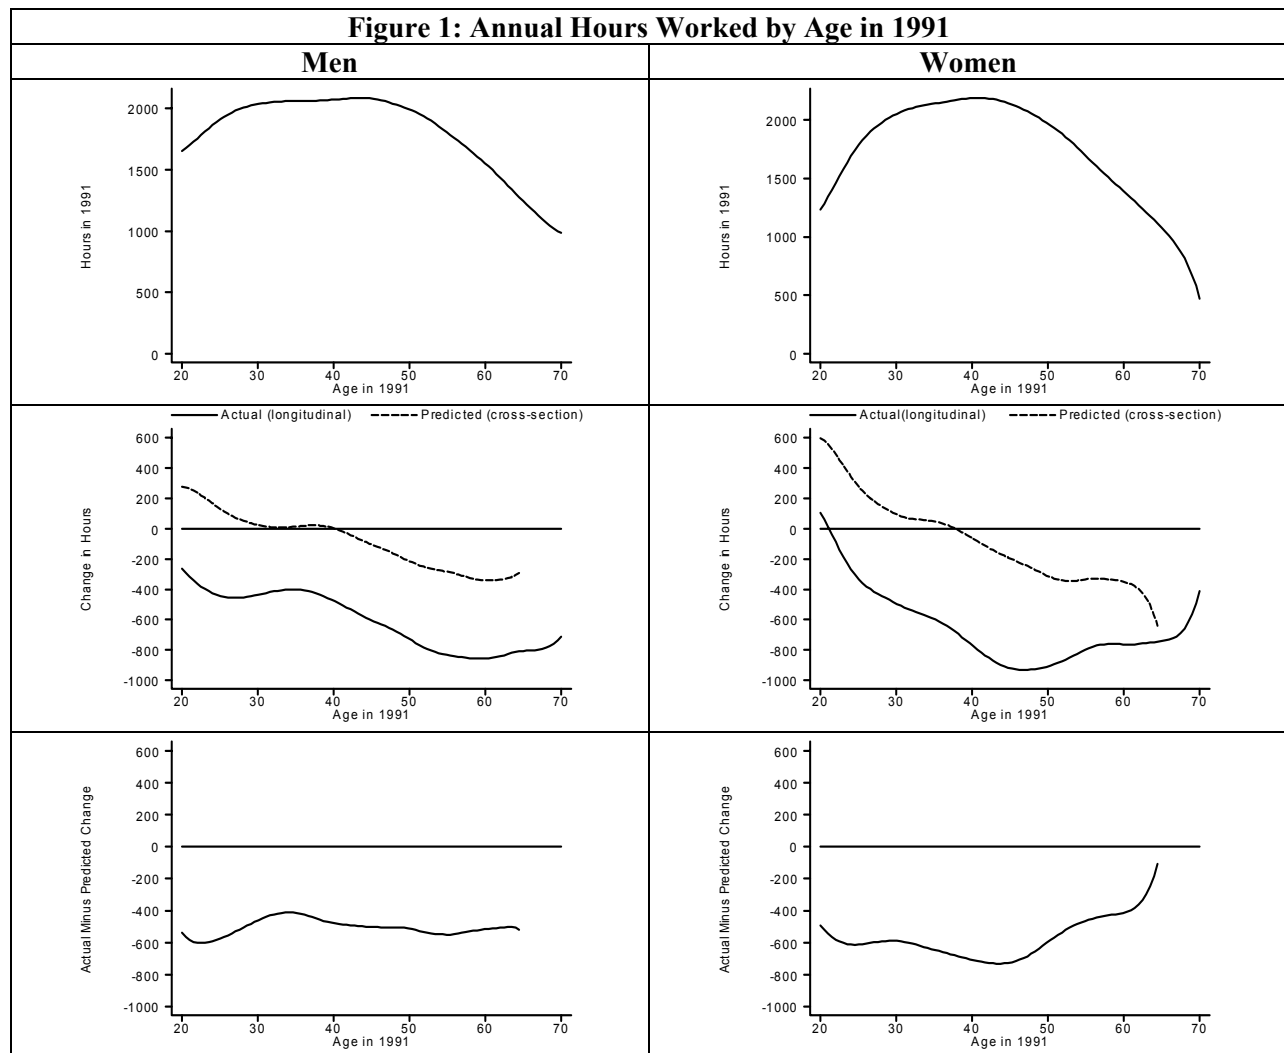 Figure 1: Annual Hours Worked by Age in 1991
Men
Women
Hours in 1991
2000
1500
1000
500
0
20 30 40 50 60 70
Age in 1991
Hours in 1991
2000
1500
1000
500
0
20 30 40 50 60 70
Age in 1991
Actual (longitudinal) Predicted (cross-section)
Change in Hours
600
400
200
0
-200
-400
-600
-800
-1000
20 30 40 50 60 70
Age in 1991
Actual(longitudinal) Predicted (cross-section)
Change in Hours
600
400
200
0
-200
-400
-600
-800
-1000
20 30 40 50 60 70
Age in 1991
Actual Minus Predicted Change
600
400
200
0
-200
-400
-600
-800
-1000
20 30 40 50 60 70
Age in 1991
Actual Minus Predicted Change
600
400
200
0
-200
-400
-600
-800
-1000
20 30 40 50 60 70
Age in 1991